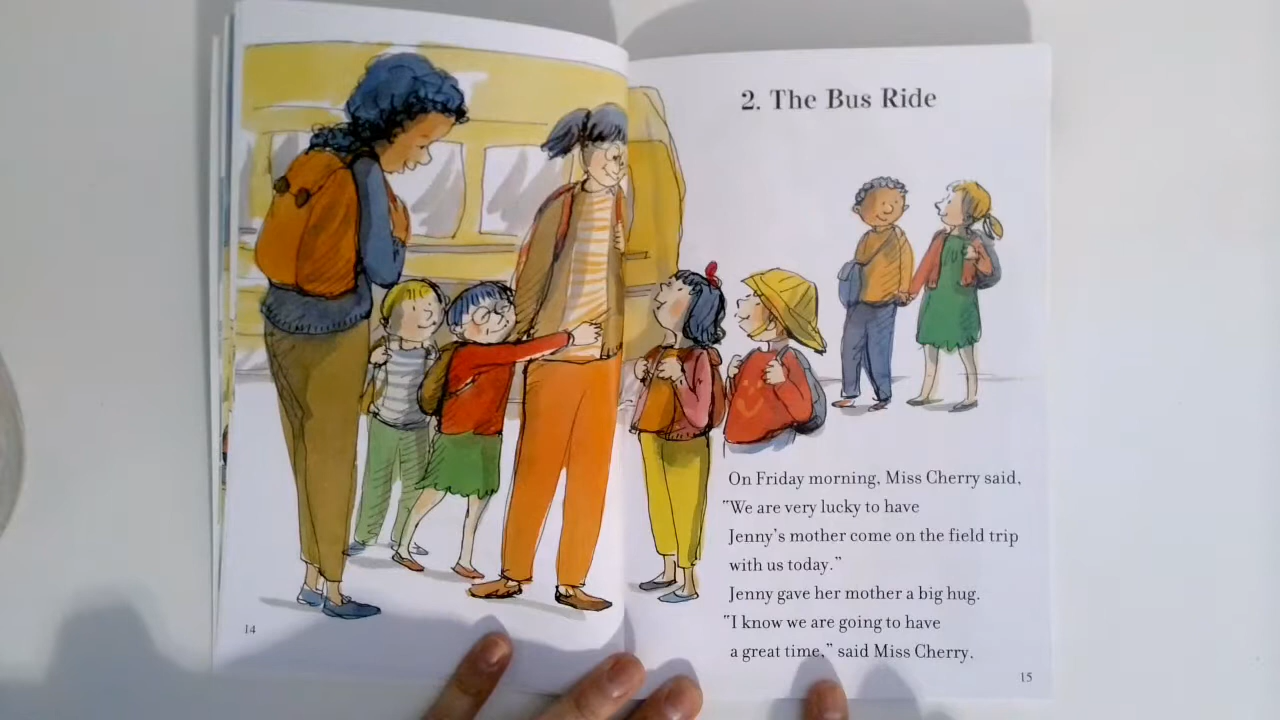 14
2. The Bus Ride
On Friday morning, Miss Cherry said,
"We are very lucky to have
Jenny's mother come on the field trip
with us today."
Jenny gave her mother a big hug.
"I know we are going to have
a great time," said Miss Cherry.
15